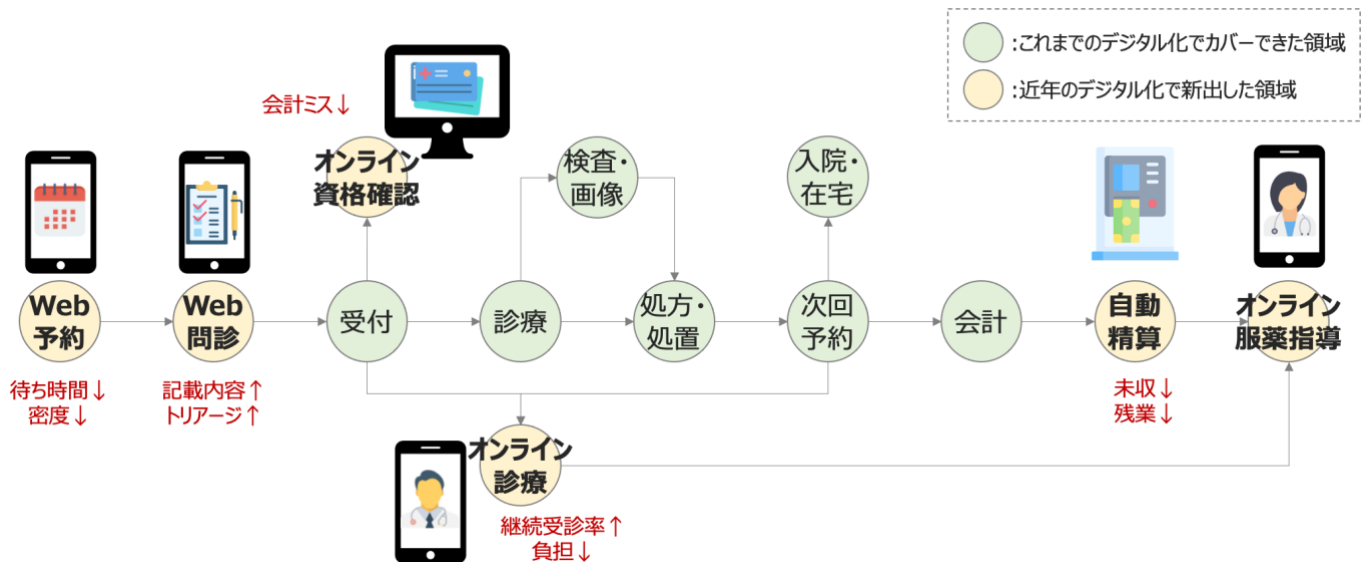 :これまでのデジタル化でカバーできた領域
:近年のデジタル化で新出した領域
会計ミス↓
オンライン
資格確認
検査・
画像
入院・
在宅
Web
予約
Web
問診
受付
診療
処方・
処置
次回
予約
会計
自動
精算
オンライン
服薬指導
待ち時間↓
密度↓
記載内容↑
トリアージ↑
未収↓
残業↓
オンライン
診療
継続受診率↑
負担↓